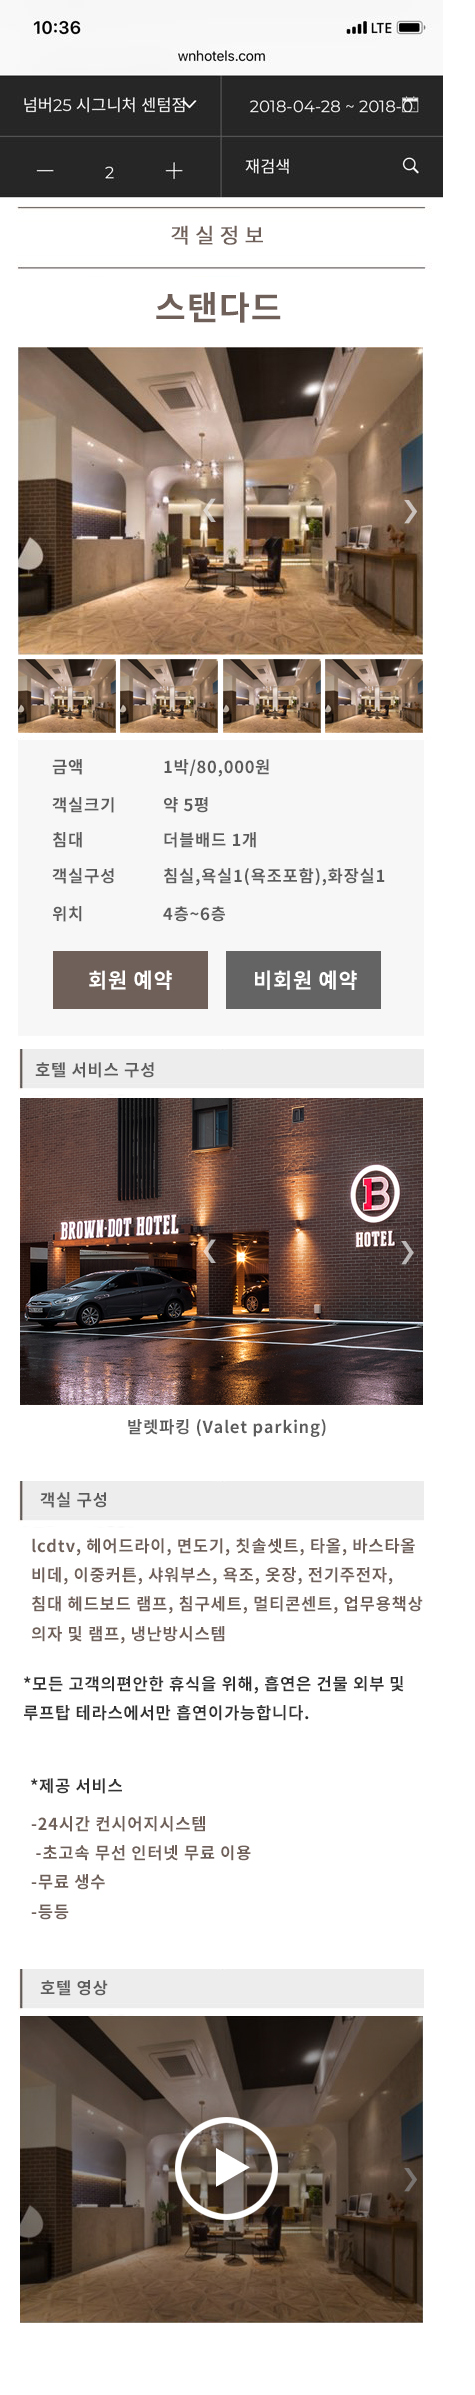 10:36
LTE
wnhotels.com
넘버25 시그니처 센텀점
2018-04-28 ~ 2018-0
2
재검색
객실정보
스탠다드
금액 1박/80,000원
객실크기 약 5평
침대 더블배드 1개
객실구성 침실,욕실1(욕조포함),화장실1
위치 4층~6층
회원 예약
비회원 예약
호텔 서비스 구성
BROWN-DOT HOTEL
B
HOTEL
발렛파킹 (Valet parking)
객실 구성
lcdtv, 헤어드라이, 면도기, 칫솔셋트, 타올, 바스타올
비데, 이중커튼, 샤워부스, 욕조, 옷장, 전기주전자,
침대 헤드보드 램프, 침구세트, 멀티콘센트, 업무용책상
의자 및 램프, 냉난방시스템
*모든 고객의편안한 휴식을 위해, 흡연은 건물 외부 및
루프탑 테라스에서만 흡연이가능합니다.
*제공 서비스
-24시간 컨시어지시스템
-초고속 무선 인터넷 무료 이용
-무료 생수
-등등
호텔 영상